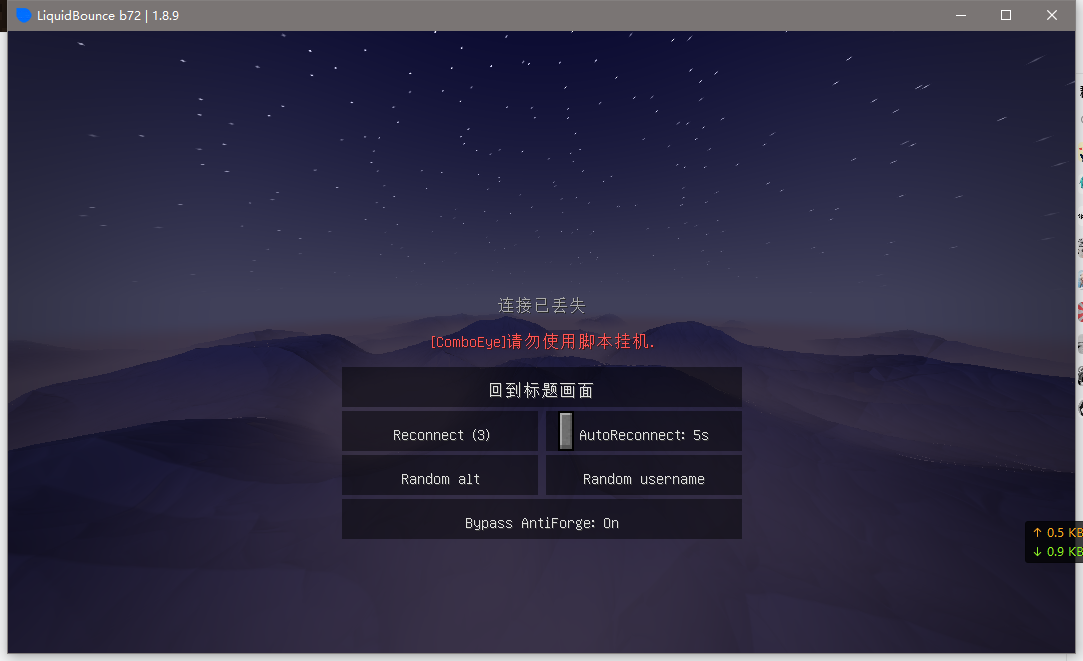 LiquidBounce b72 | 1.8.9
连接已丢失
[ComboEye]请勿使用脚本挂机.
回到标题画面
Reconnect (3)
AutoReconnect: 5s
Random alt
Random username
Bypass AntiForge: On
↑ 0.5 KB
↓ 0.9 KB